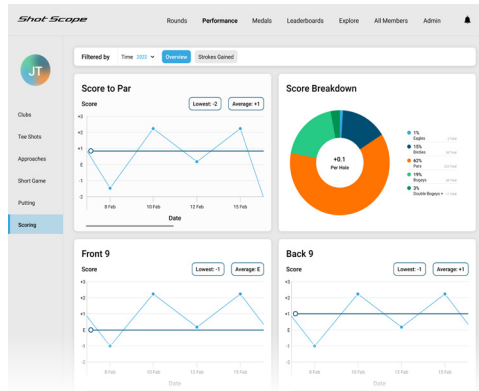 Shot Scope
Rounds Performance Medals Leaderboards Explore All Members Admin
JT
Filtered by Time 2022 Overview Strokes Gained
Clubs
Tee Shots
Approaches
Short Game
Putting
Scoring
Score to Par
Score Lowest: -2 Average: +1
+3
+2
+1
E
-1
-2
8 Feb 10 Feb 12 Feb 15 Feb
Date
Score Breakdown
+0.1
Per Hole
1%
Eagles
15%
Birdies
62%
Pars
19%
Bogeys
3%
Double Bogeys +
Front 9
Score Lowest: -1 Average: E
+3
+2
+1
E
-1
-2
8 Feb 10 Feb 12 Feb 15 Feb
Date
Back 9
Score Lowest: -1 Average: +1
+3
+2
+1
E
-1
-2
8 Feb 10 Feb 12 Feb 15 Feb
Date